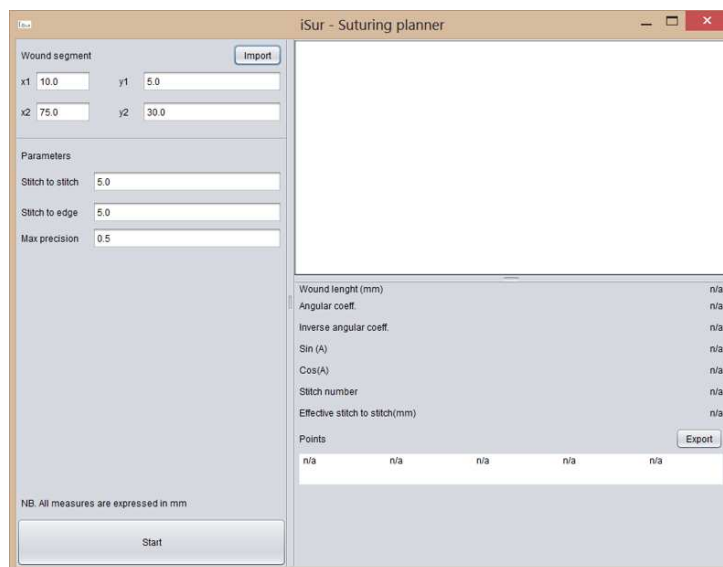 iSur - Suturing planner
Wound segment Import
x1 10.0 y1 5.0
x2 75.0 y2 30.0
Parameters
Stitch to stitch 5.0
Stitch to edge 5.0
Max precision 0.5
NB. All measures are expressed in mm
Start
Wound lenght (mm) n/a
Angular coeff. n/a
Inverse angular coeff. n/a
Sin (A) n/a
Cos(A) n/a
Stitch number n/a
Effective stitch to stitch(mm) n/a
Points Export
n/a n/a n/a n/a n/a